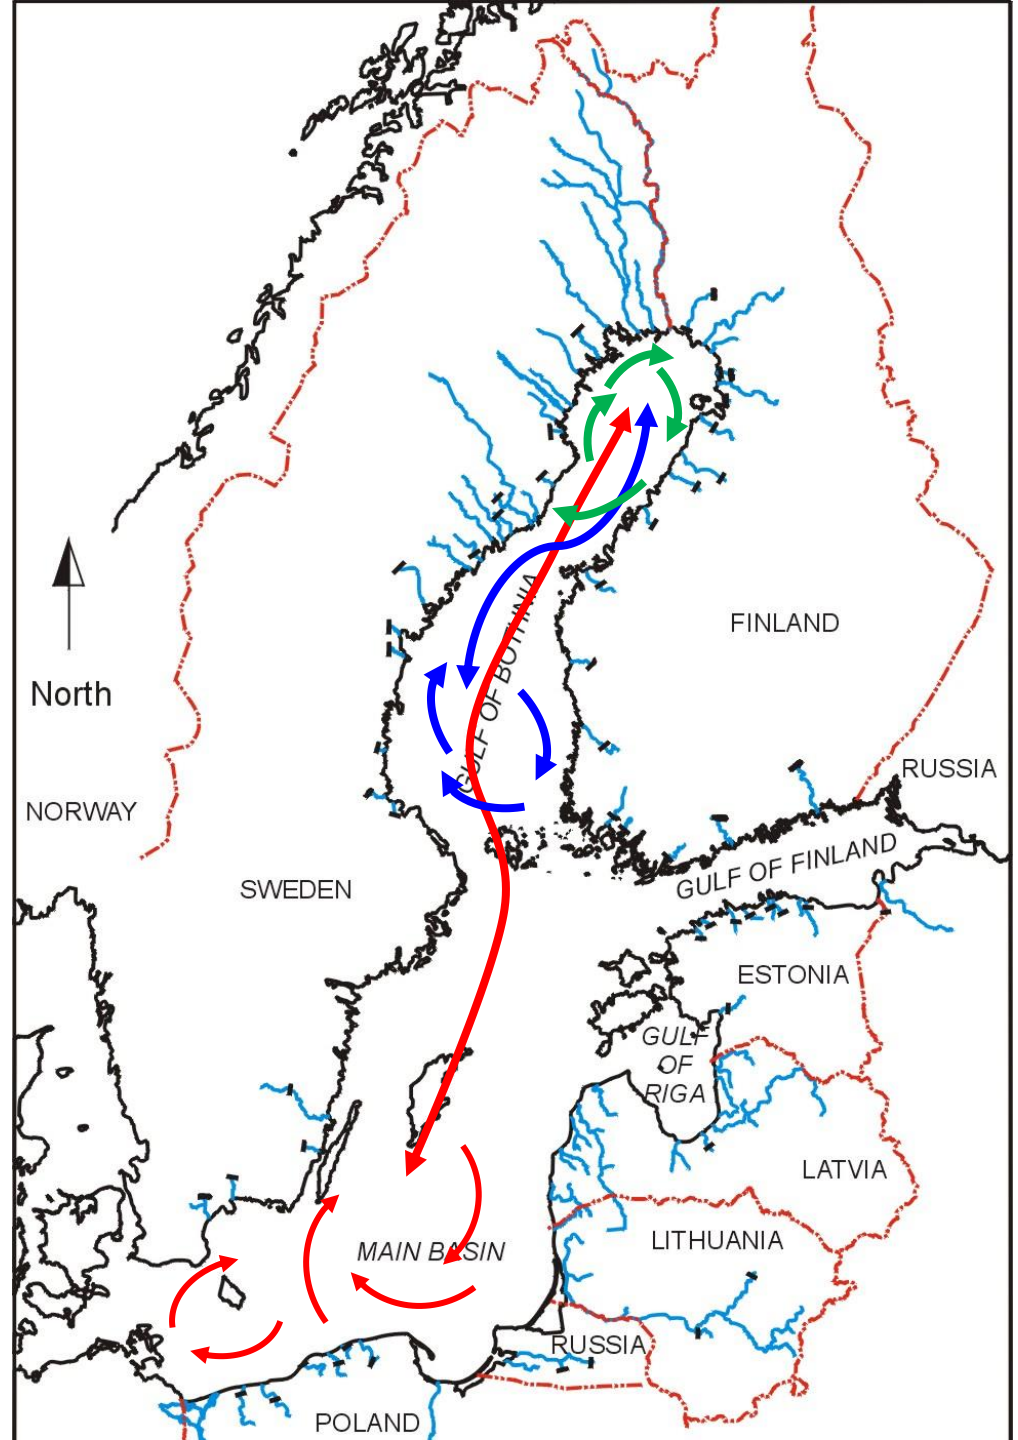 GULF OF BOTHNIA
FINLAND
North
RUSSIA
NORWAY
GULF OF FINLAND
SWEDEN
ESTONIA
GULF
OF
RIGA
LATVIA
LITHUANIA
MAIN BASIN
RUSSIA
POLAND